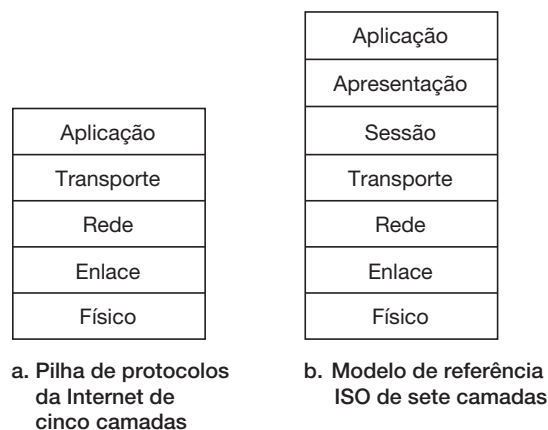 Aplicação
Transporte
Rede
Enlace
Físico
a. Pilha de protocolos
da Internet de
cinco camadas
Aplicação
Apresentação
Sessão
Transporte
Rede
Enlace
Físico
b. Modelo de referência
ISO de sete camadas